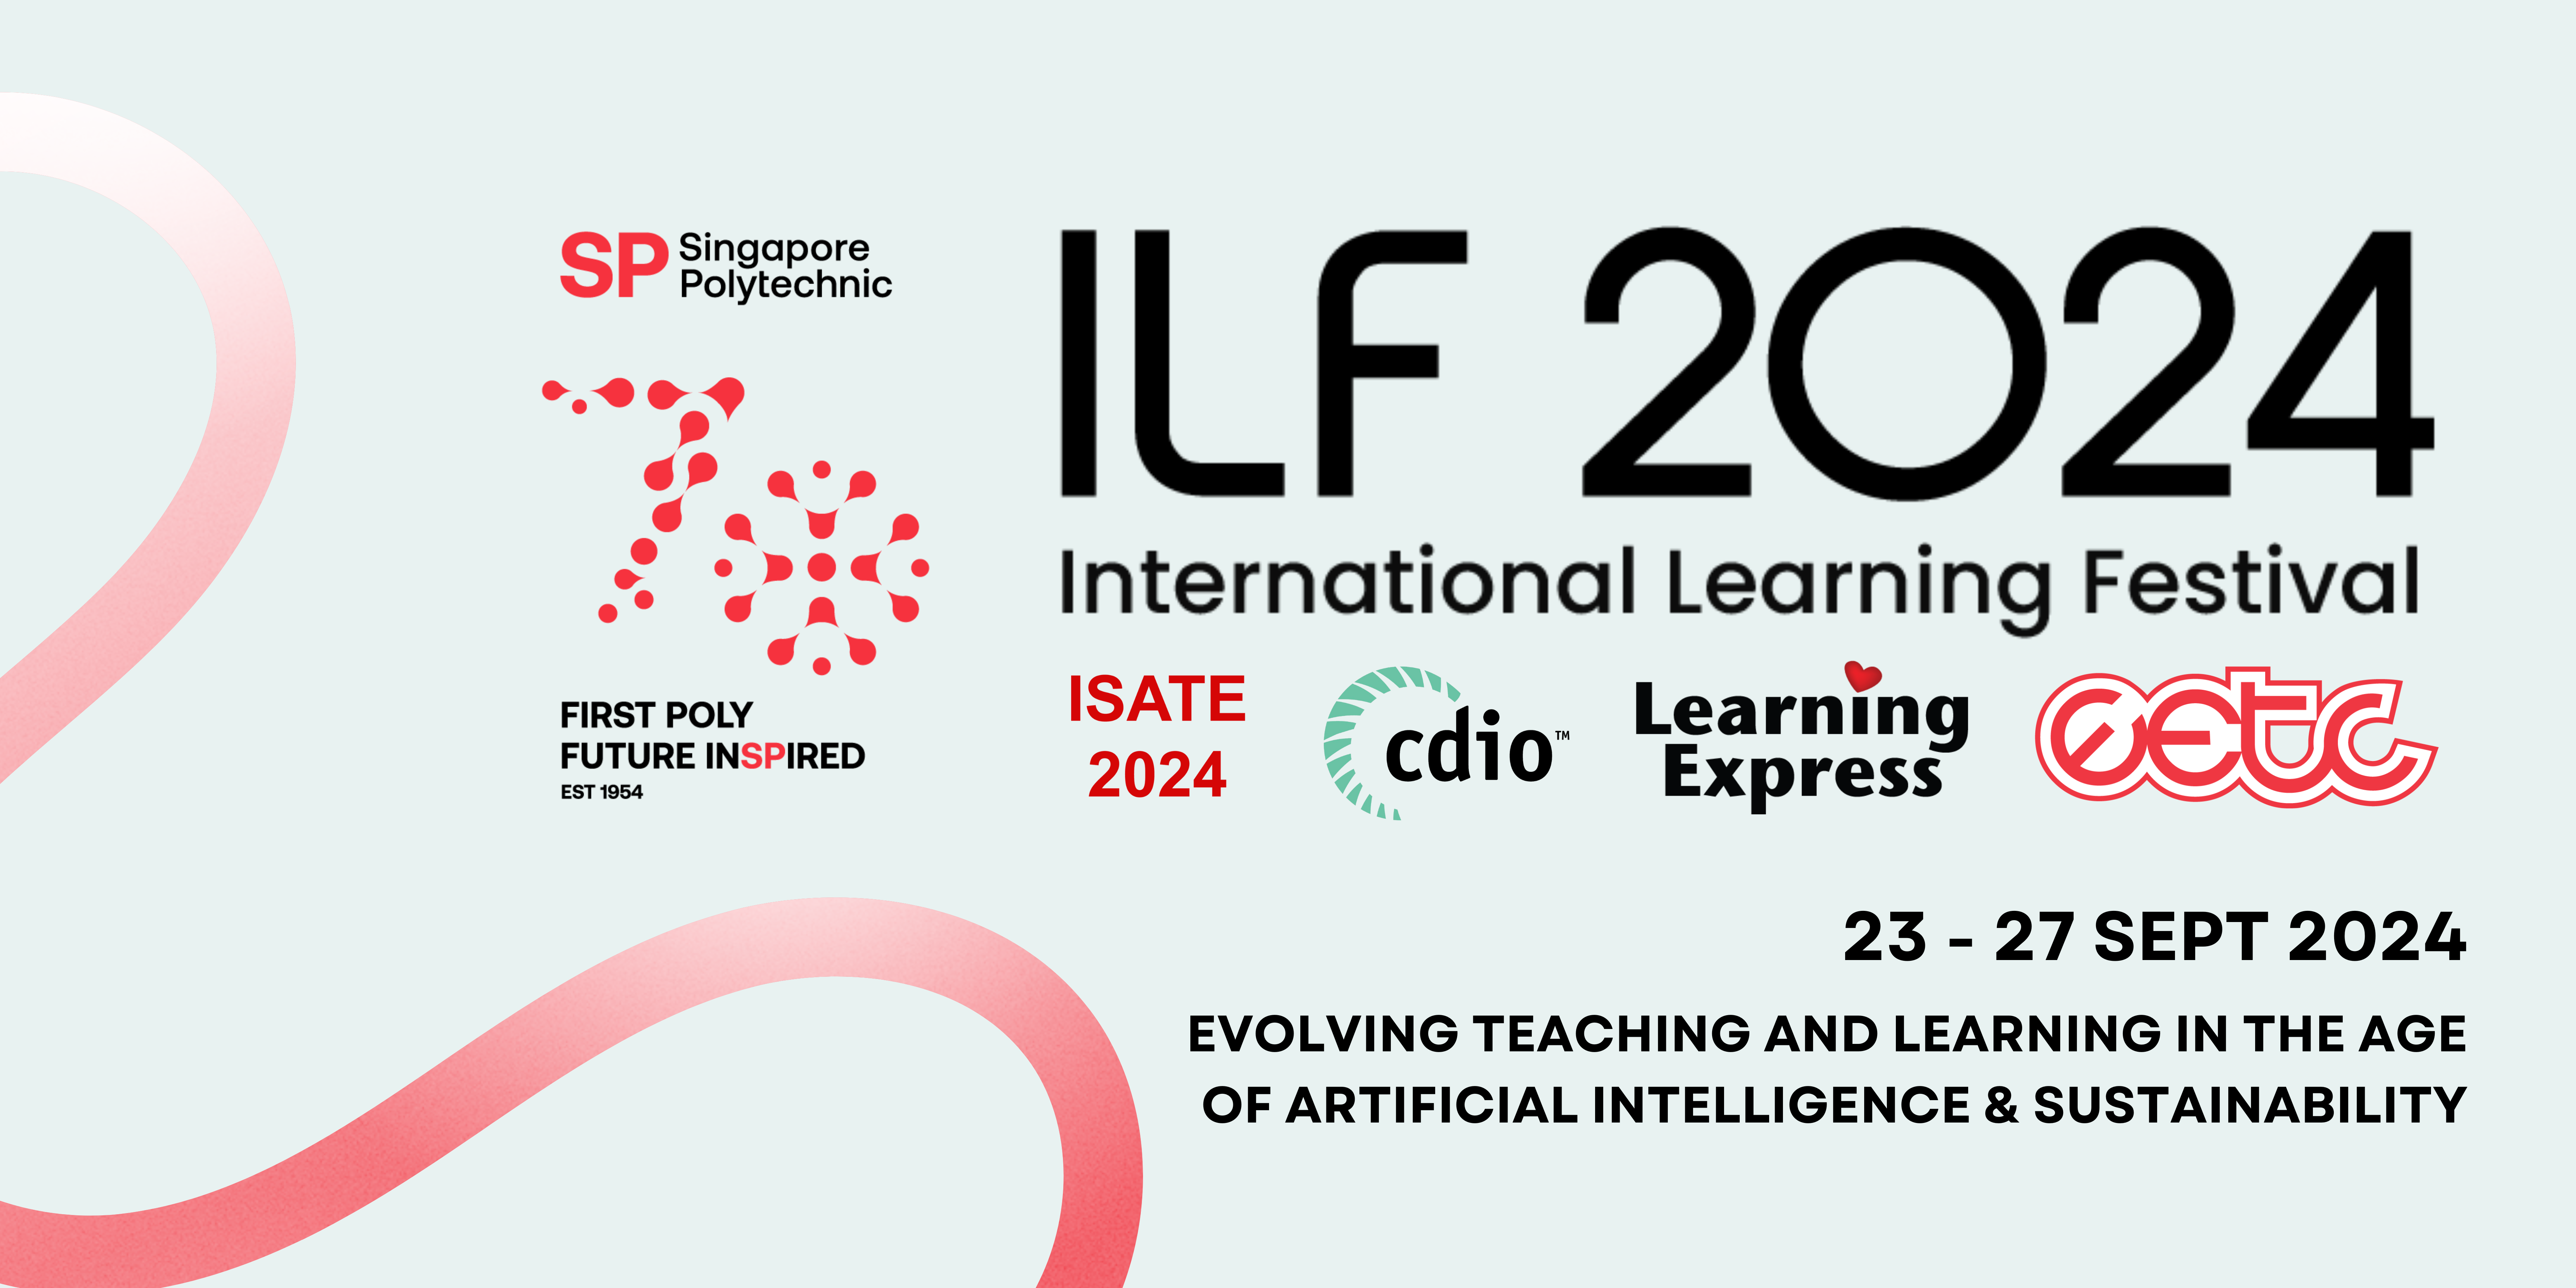 SP Singapore
Polytechnic
70
FIRST POLY
FUTURE INSPIRED
EST 1954
ILF 2024
International Learning Festival
ISATE
2024
cdio™
Learning
Express
eetc
23 - 27 SEPT 2024
EVOLVING TEACHING AND LEARNING IN THE AGE
OF ARTIFICIAL INTELLIGENCE & SUSTAINABILITY